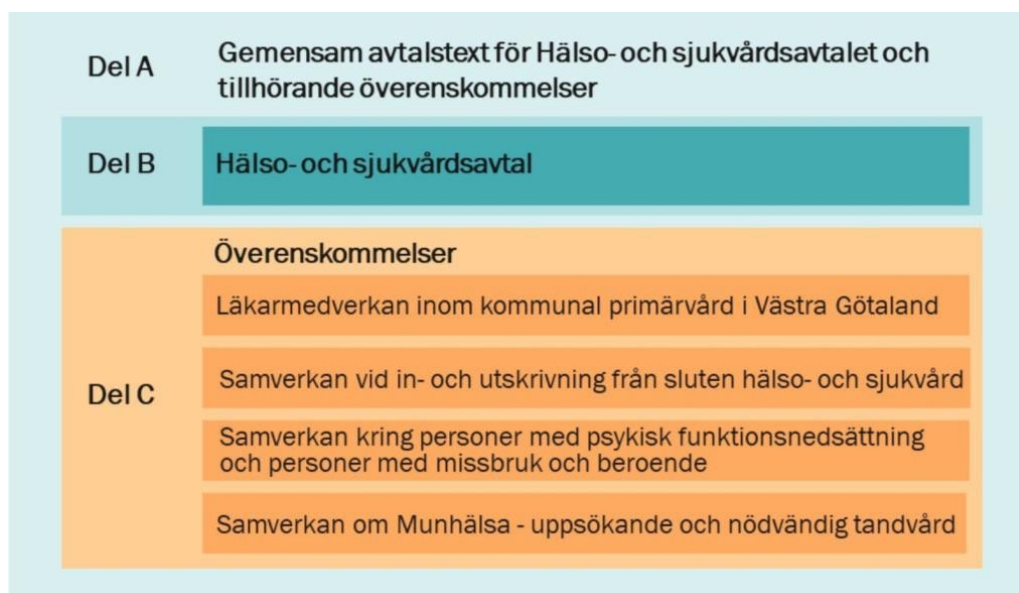 Del A
Gemensam avtalstext för Hälso- och sjukvårdsavtalet och
tillhörande överenskommelser
Del B
Hälso- och sjukvårdsavtal
Del C
Överenskommelser
Läkarmedverkan inom kommunal primärvård i Västra Götaland
Samverkan vid in- och utskrivning från sluten hälso- och sjukvård
Samverkan kring personer med psykisk funktionsnedsättning
och personer med missbruk och beroende
Samverkan om Munhälsa - uppsökande och nödvändig tandvård